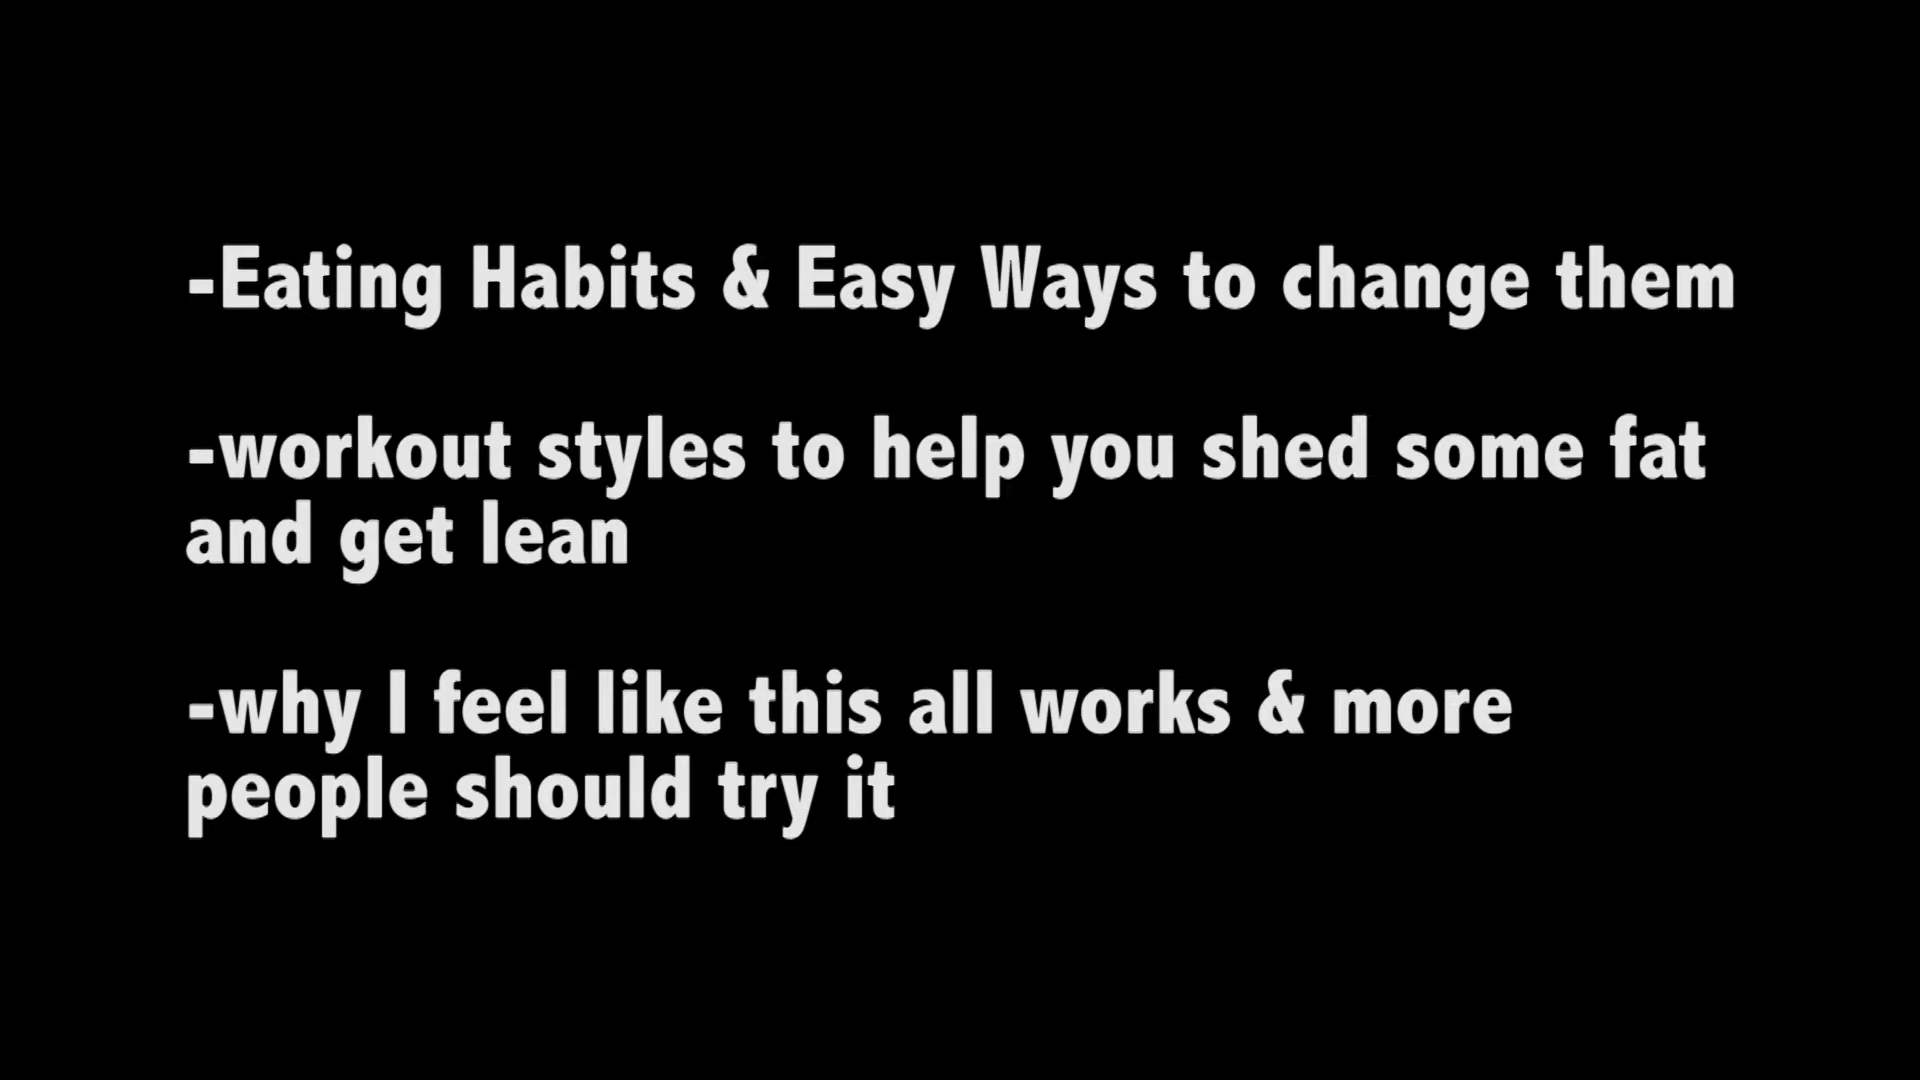 -Eating Habits & Easy Ways to change them
-workout styles to help you shed some fat
and get lean
-why I feel like this all works & more
people should try it